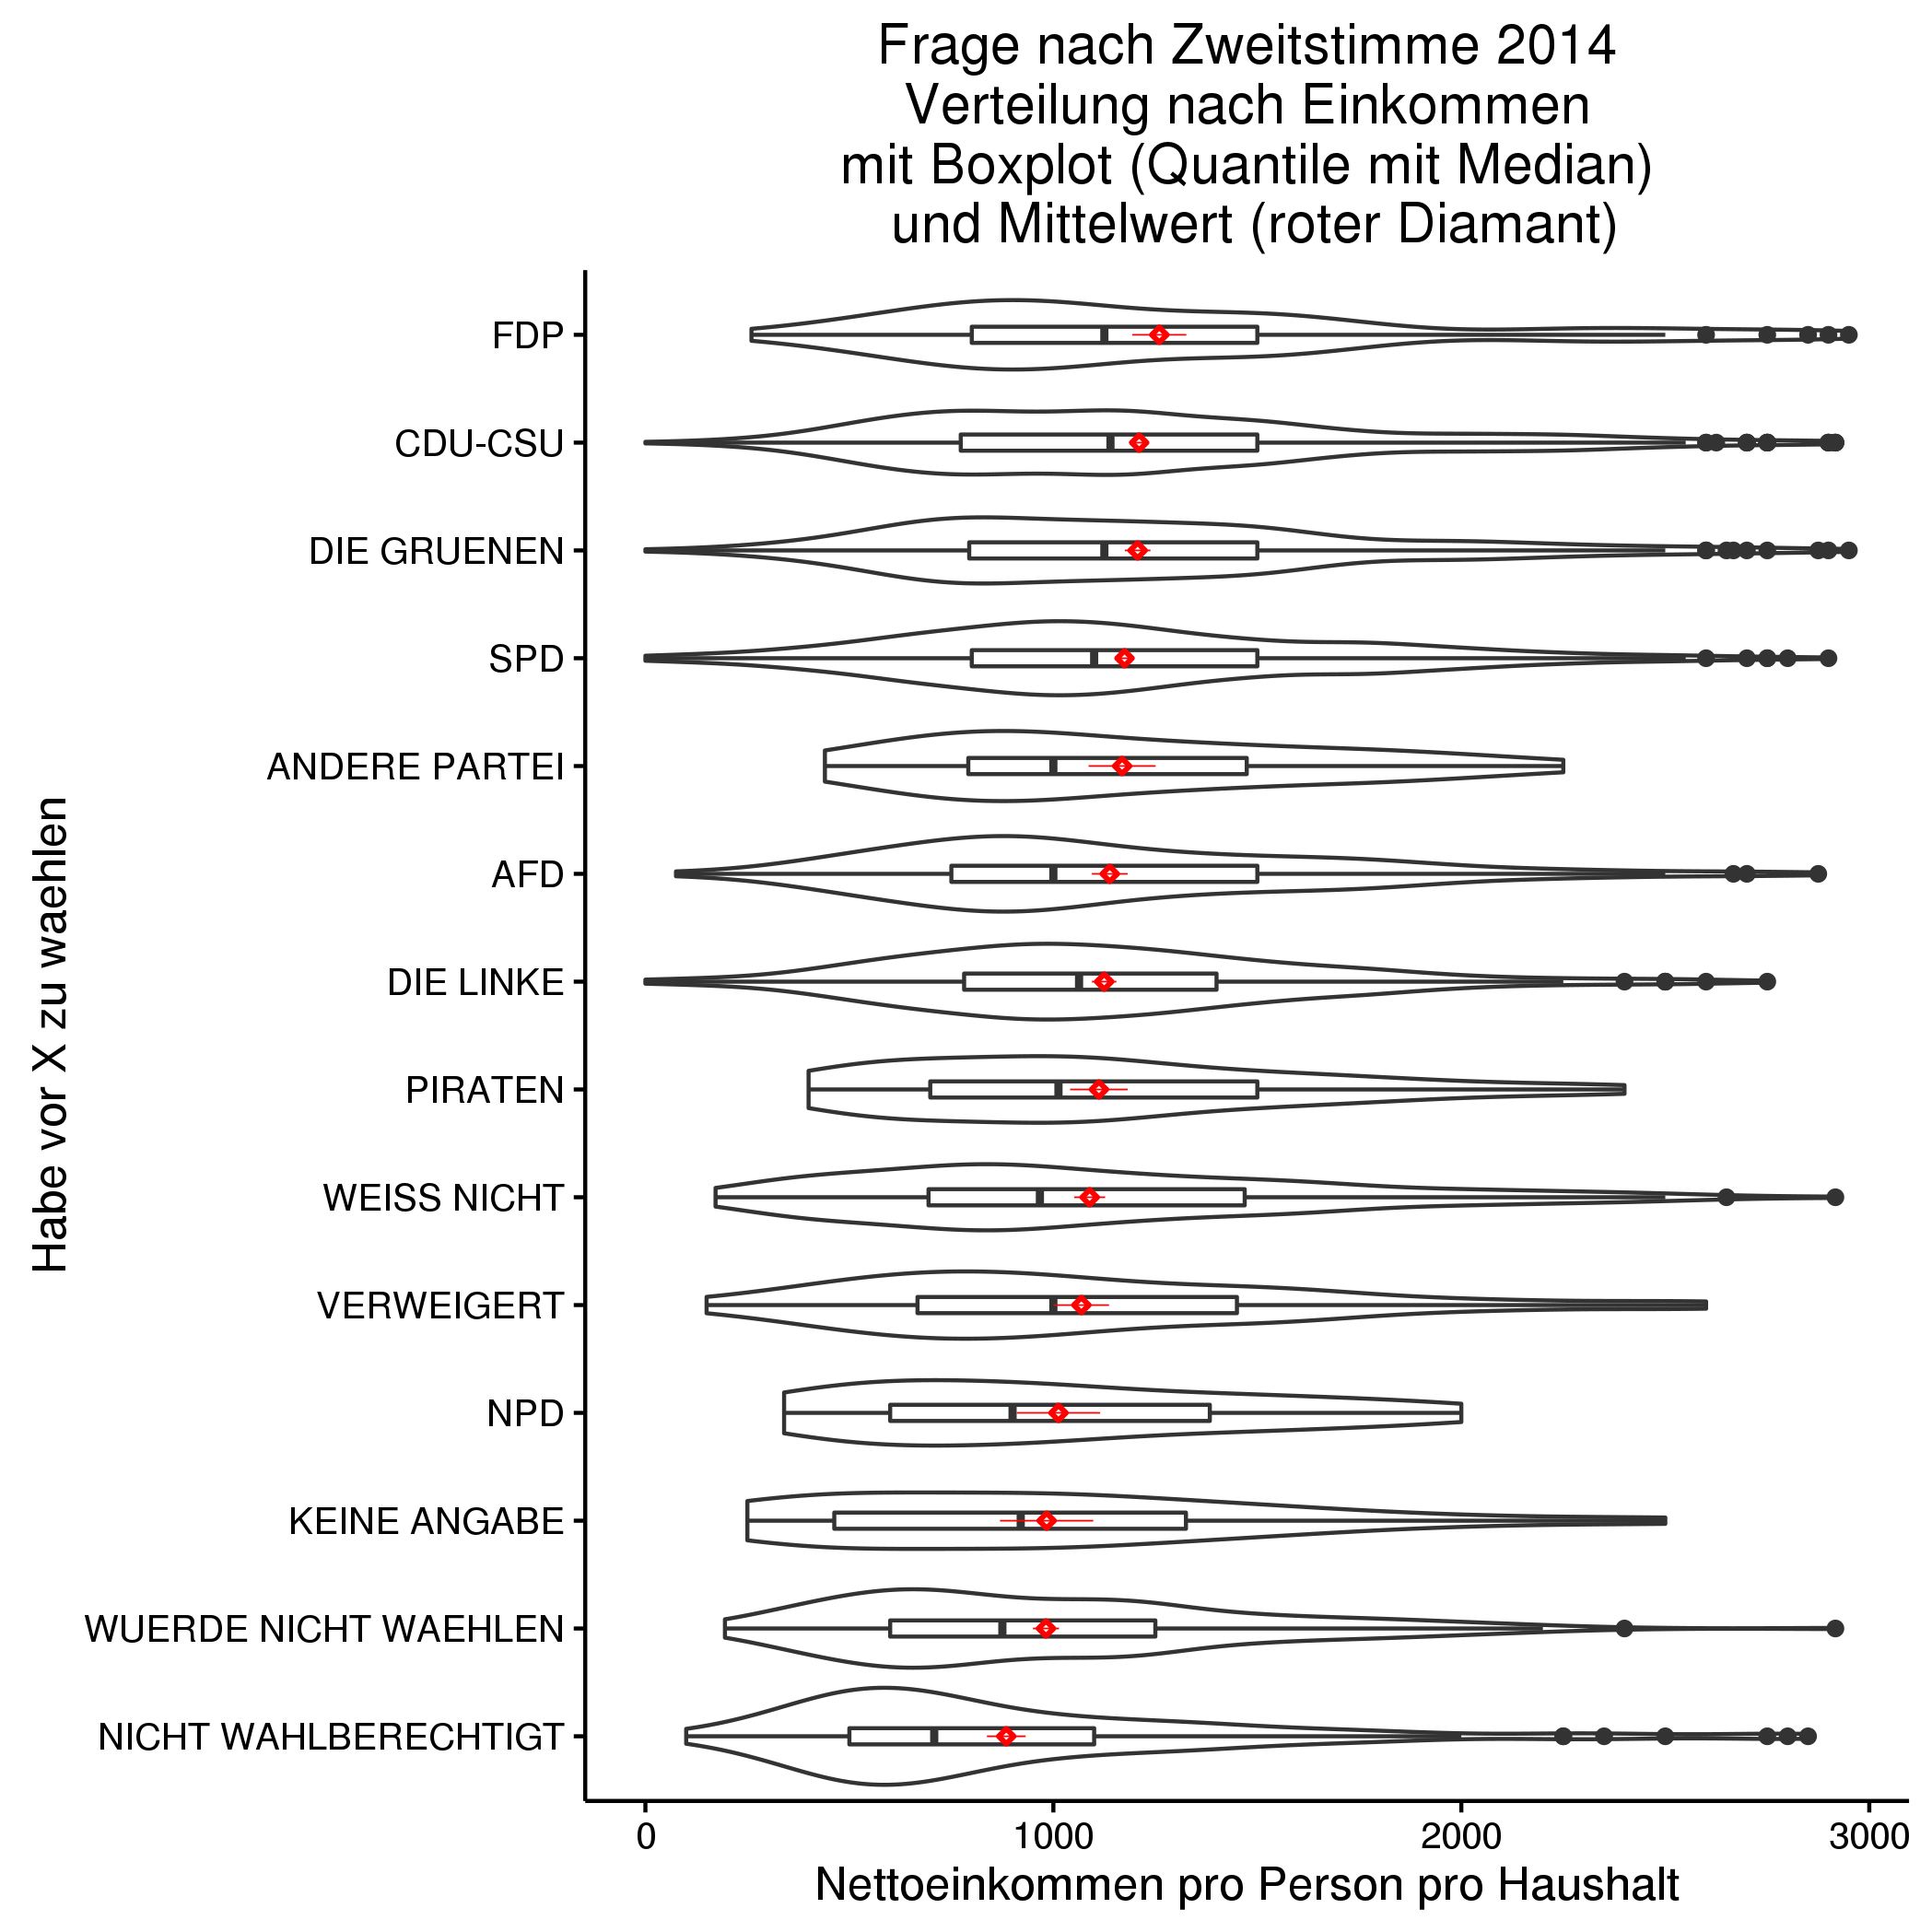 Frage nach Zweitstimme 2014
Verteilung nach Einkommen
mit Boxplot (Quantile mit Median)
und Mittelwert (roter Diamant)
Habe vor X zu waehlen
FDP
CDU-CSU
DIE GRUENEN
SPD
ANDERE PARTEI
AFD
DIE LINKE
PIRATEN
WEISS NICHT
VERWEIGERT
NPD
KEINE ANGABE
WUERDE NICHT WAEHLEN
NICHT WAHLBERECHTIGT
0 1000 2000 3000
Nettoeinkommen pro Person pro Haushalt